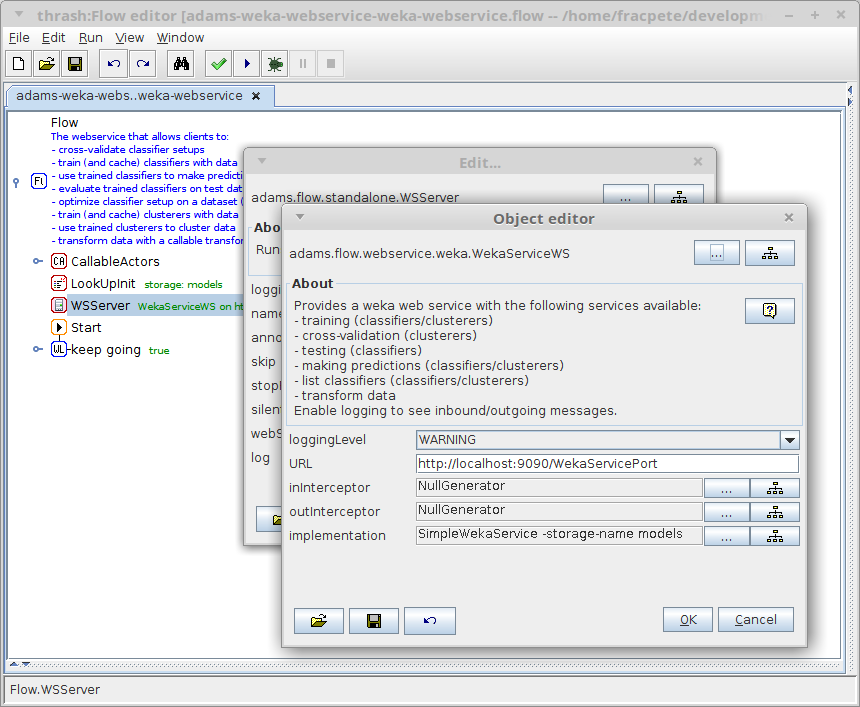 thrash:Flow editor [adams-weka-webservice-weka-webservice.flow -- /home/fracpete/developm
File Edit Run View Window
adams-weka-webs..weka-webservice
Flow
The webservice that allows clients to:
- cross-validate classifier setups
- train (and cache) classifiers with data
- use trained classifiers to make predicti
- evaluate trained classifiers on test dat
- optimize classifier setup on a dataset (
- train (and cache) clusterers with data
- use trained clusterers to cluster data
- transform data with a callable transfor
Fl
CA CallableActors
LookUpInit storage: models
WSServer WekaServiceWS on ht
Start
WL keep going true
Edit...
adams.flow.standalone.WSServer
...
Abo
Run
loggi
name
anno
skip
stopl
silen
webS
log
Object editor
adams.flow.webservice.weka.WekaServiceWS
...
About
Provides a weka web service with the following services available:
- training (classifiers/clusterers)
- cross-validation (clusterers)
- testing (classifiers)
- making predictions (classifiers/clusterers)
- list classifiers (classifiers/clusterers)
- transform data
Enable logging to see inbound/outgoing messages.
?
loggingLevel WARNING
URL http://localhost:9090/WekaServicePort
inInterceptor NullGenerator ...
outInterceptor NullGenerator ...
implementation SimpleWekaService -storage-name models ...
OK Cancel
Flow.WSServer